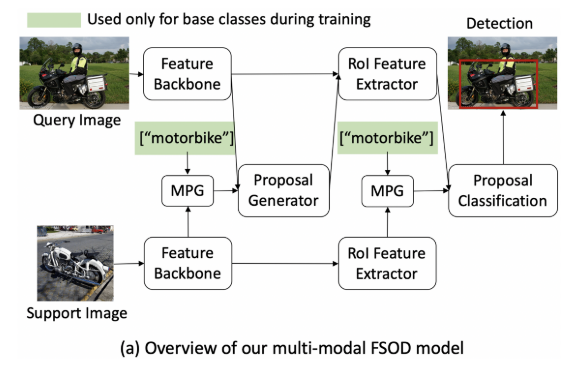 Used only for base classes during training
Detection
Feature
Backbone
RoI Feature
Extractor
Query Image
["motorbike"]
["motorbike"]
MPG
Proposal
Generator
MPG
Proposal
Classification
Feature
Backbone
RoI Feature
Extractor
Support Image
(a) Overview of our multi-modal FSOD model